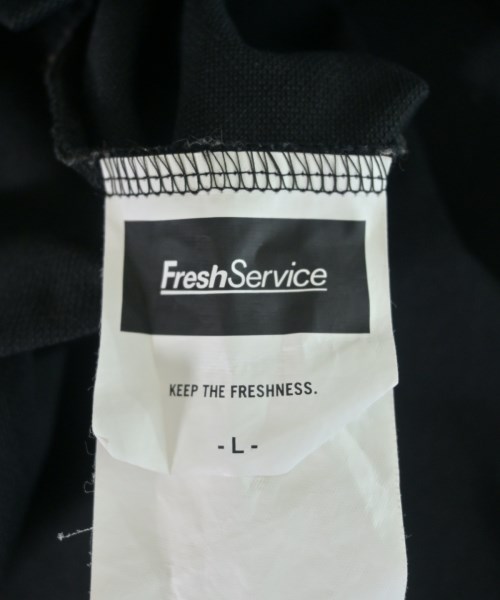 FreshService
KEEP THE FRESHNESS.
- L -